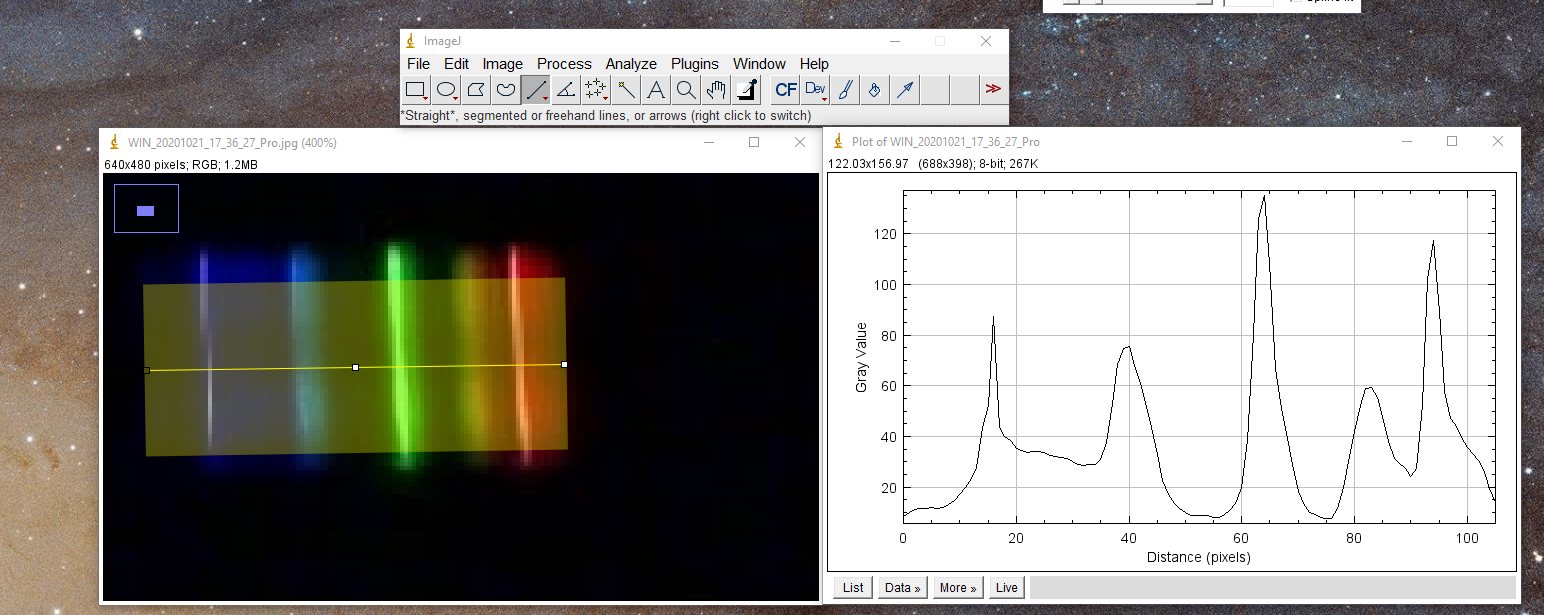 ImageJ
File Edit Image Process Analyze Plugins Window Help
A CF Dev
*Straight*, segmented or freehand lines, or arrows (right click to switch)
WIN_20201021_17_36_27_Pro.jpg (400%)
640x480 pixels; RGB; 1.2MB
Plot of WIN_20201021_17_36_27_Pro
122.03x156.97 (688x398); 8-bit; 267K
120
100
80
60
40
20
Gray Value
0 20 40 60 80 100
Distance (pixels)
List Data » More » Live